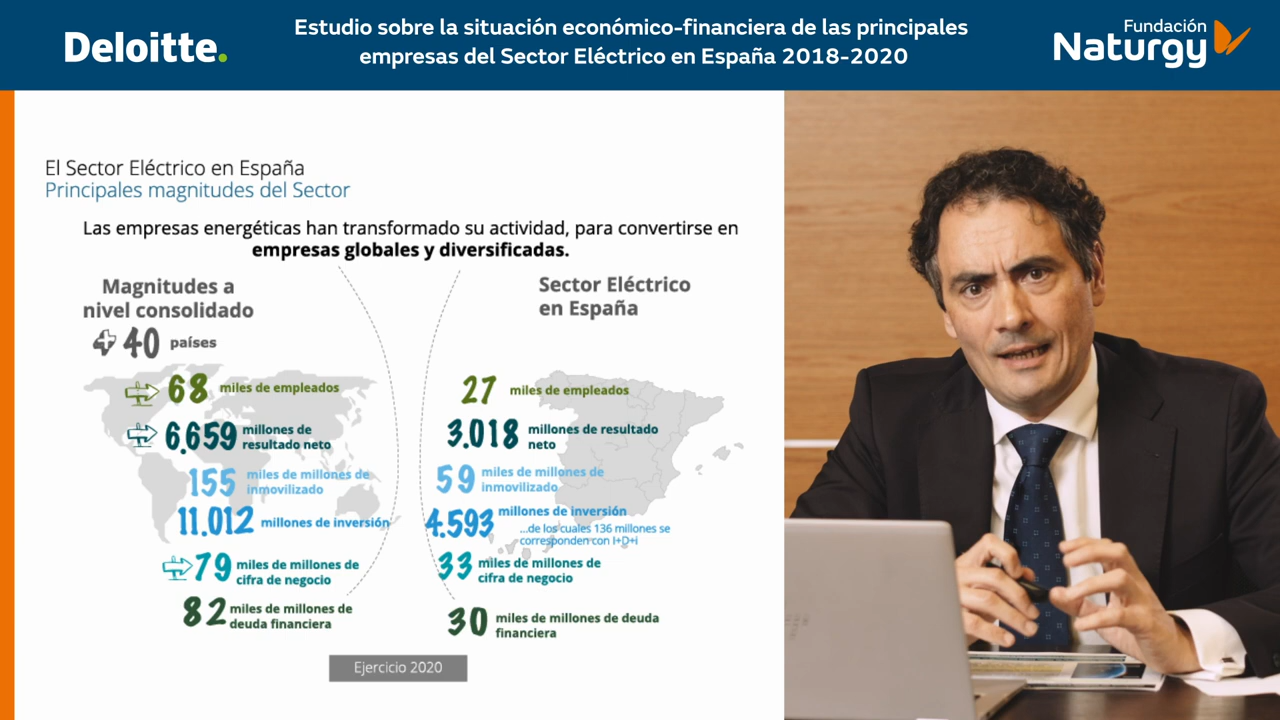 Deloitte.
Estudio sobre la situación económico-financiera de las principales
empresas del Sector Eléctrico en España 2018-2020
Fundación
Naturgy
El Sector Eléctrico en España
Principales magnitudes del Sector
Las empresas energéticas han transformado su actividad, para convertirse en
empresas globales y diversificadas.
Magnitudes a
nivel consolidado
+ 40 países
68 miles de empleados
6.659 millones de
resultado neto
155 miles de millones de
inmovilizado
11.012 millones de inversión
79 miles de millones de
cifra de negocio
82 miles de millones de
deuda financiera
Sector Eléctrico
en España
27 miles de empleados
3.018 millones de resultado
neto
59 miles de millones de
inmovilizado
4.593 millones de inversión
...de los cuales 136 millones se
corresponden con I+D+i
33 miles de millones de
cifra de negocio
30 miles de millones de deuda
financiera
Ejercicio 2020